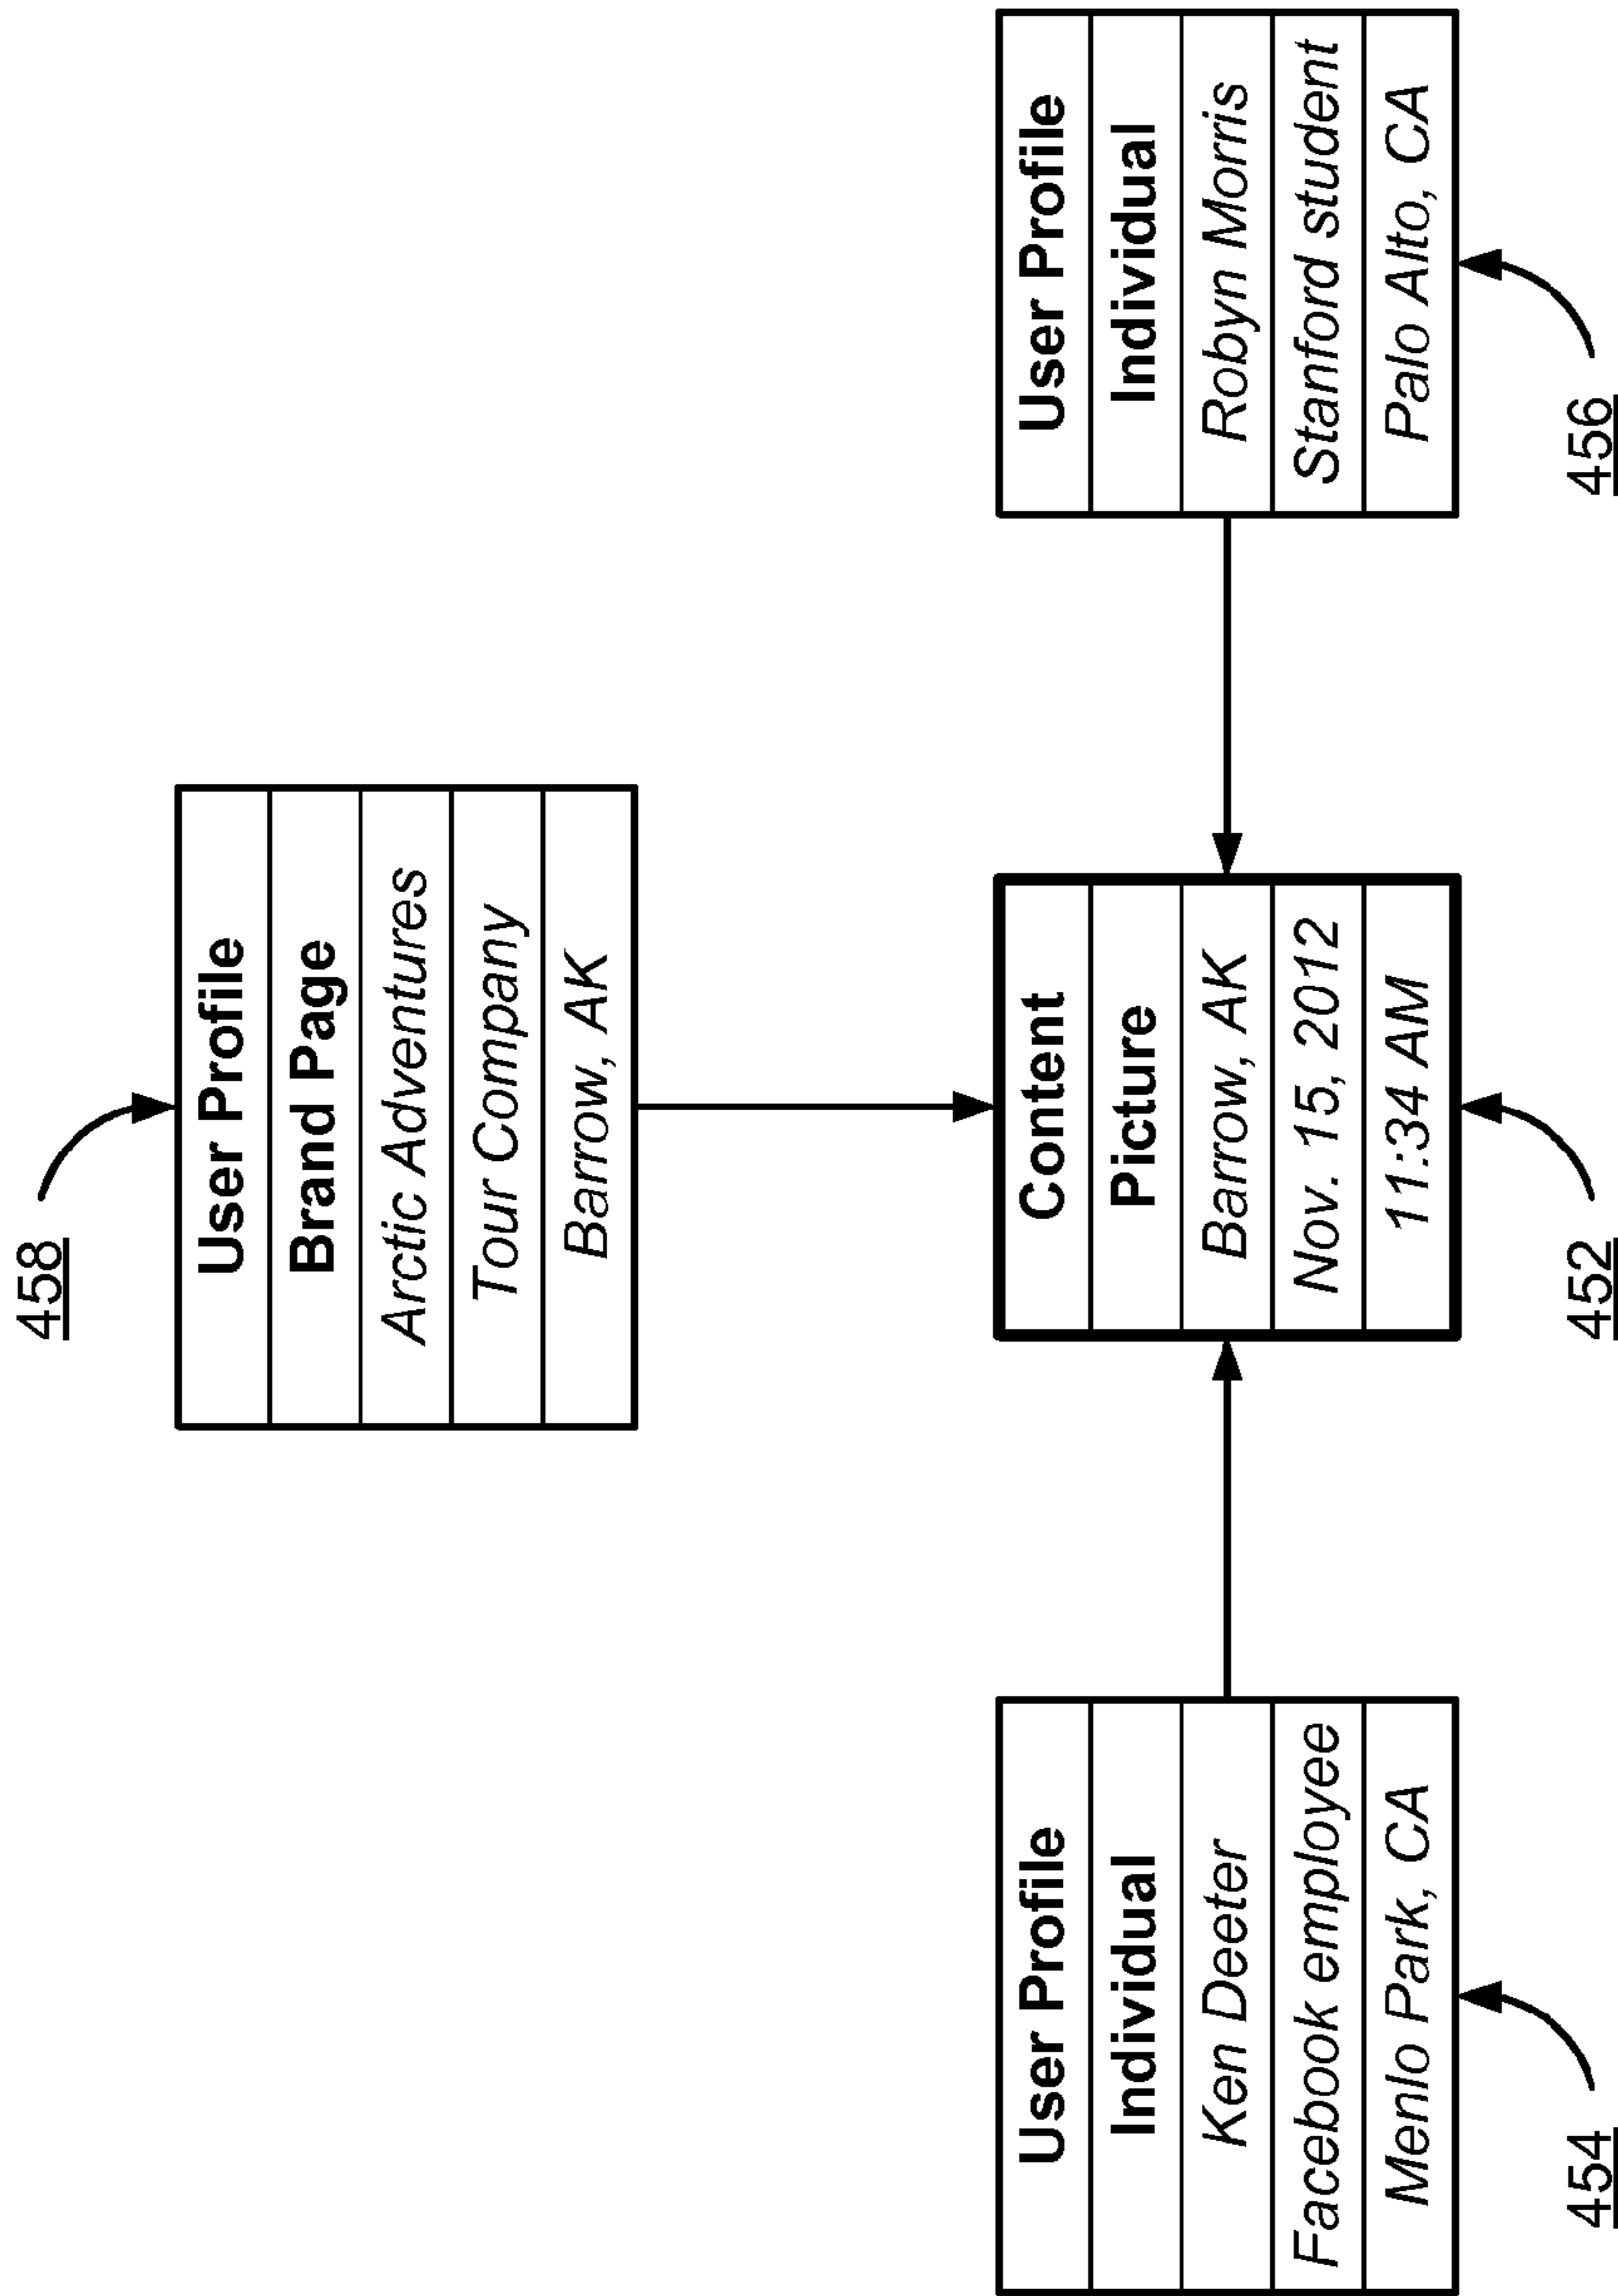 458
User Profile
Brand Page
Arctic Adventures
Tour Company
Barrow, AK
User Profile
Individual
Ken Deeter
Facebook employee
Menlo Park, CA
454
Content
Picture
Barrow, AK
Nov. 15, 2012
11:34 AM
452
User Profile
Individual
Robyn Morris
Stanford student
Palo Alto, CA
456